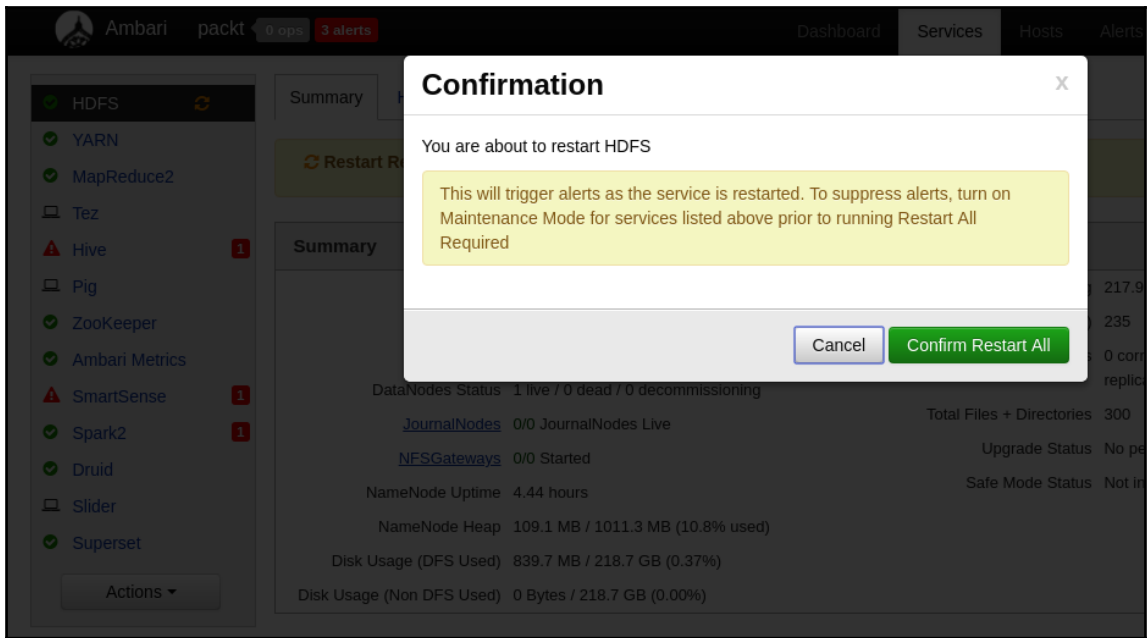 Ambari packt 0 ops 3 alerts Dashboard Services Hosts Alerts
HDFS
YARN
MapReduce2
Tez
Hive 1
Pig
ZooKeeper
Ambari Metrics
SmartSense 1
Spark2 1
Druid
Slider
Superset
Actions
Summary
Restart
Summary
Confirmation x
You are about to restart HDFS
This will trigger alerts as the service is restarted. To suppress alerts, turn on
Maintenance Mode for services listed above prior to running Restart All
Required
Cancel Confirm Restart All
DataNodes Status 1 live / 0 dead / 0 decommissioning
JournalNodes 0/0 JournalNodes Live
NFSGateways 0/0 Started
NameNode Uptime 4.44 hours
NameNode Heap 109.1 MB / 1011.3 MB (10.8% used)
Disk Usage (DFS Used) 839.7 MB / 218.7 GB (0.37%)
Disk Usage (Non DFS Used) 0 Bytes / 218.7 GB (0.00%)
217.9
235
0
Total Files + Directories 300
Upgrade Status No
Safe Mode Status Not